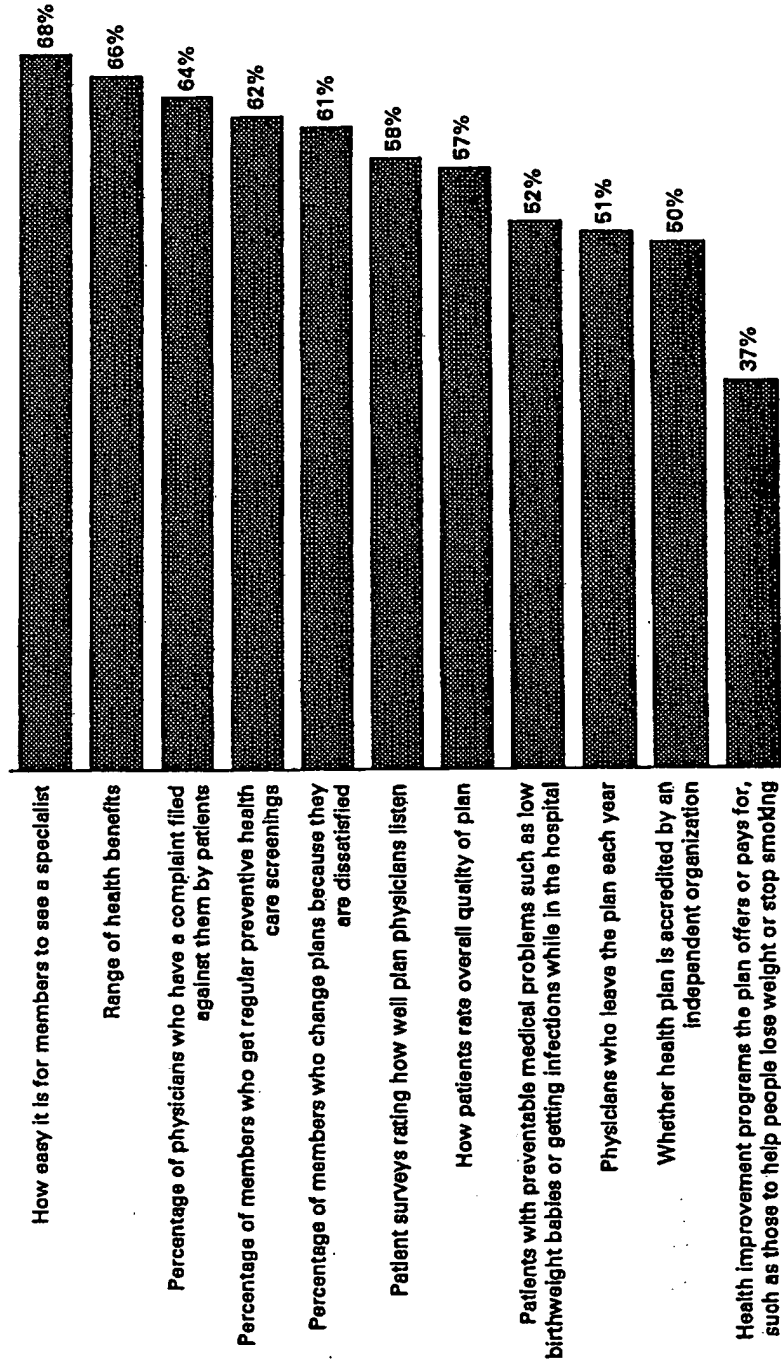 How easy it is for members to see a specialist
68%
Range of health benefits
66%
Percentage of physicians who have a complaint filed
against them by patients
64%
Percentage of members who get regular preventive health
care screenings
62%
Percentage of members who change plans because they
are dissatisfied
61%
Patient surveys rating how well plan physicians listen
58%
How patients rate overall quality of plan
57%
Patients with preventable medical problems such as low
birthweight babies or getting infections while in the hospital
52%
Physicians who leave the plan each year
51%
Whether health plan is accredited by an
independent organization
50%
Health improvement programs the plan offers or pays for,
such as those to help people lose weight or stop smoking
37%